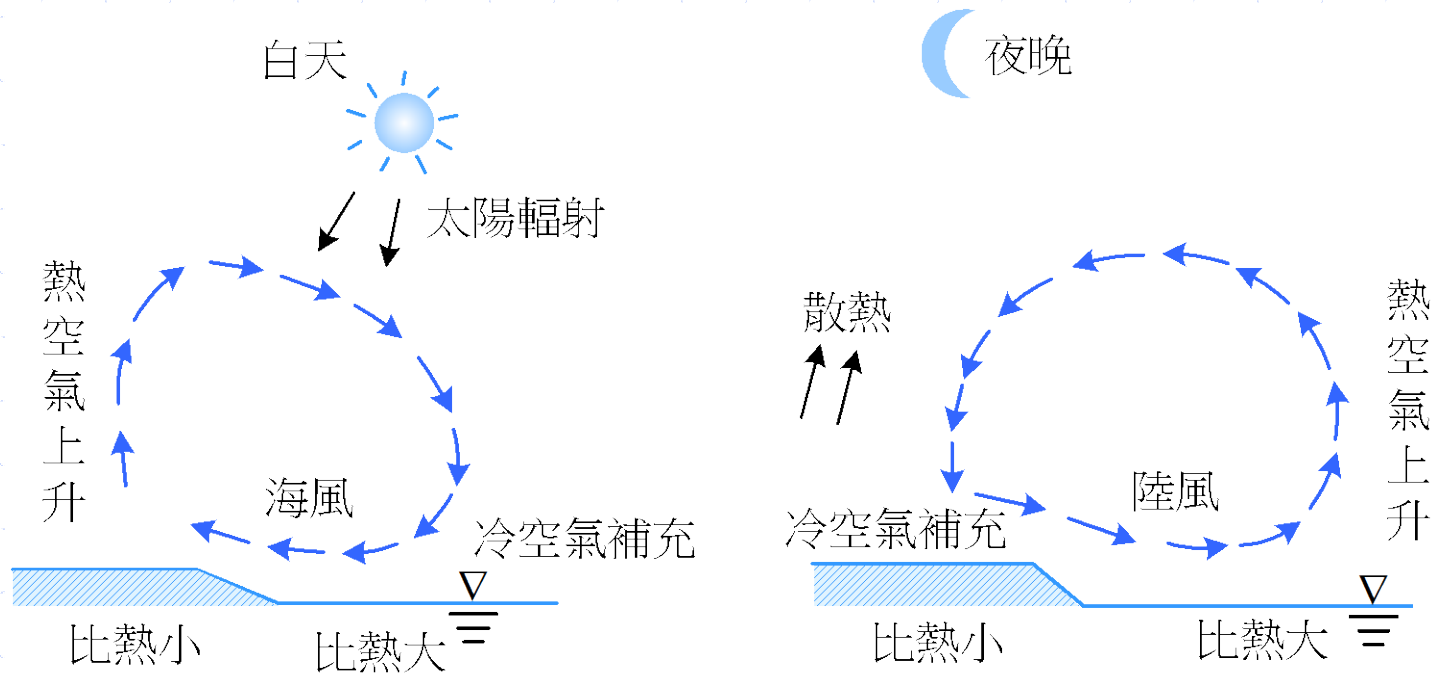 白天
太陽輻射
熱空氣上升
海風
冷空氣補充
比熱小
比熱大
夜晚
散熱
熱空氣上升
陸風
冷空氣補充
比熱小
比熱大